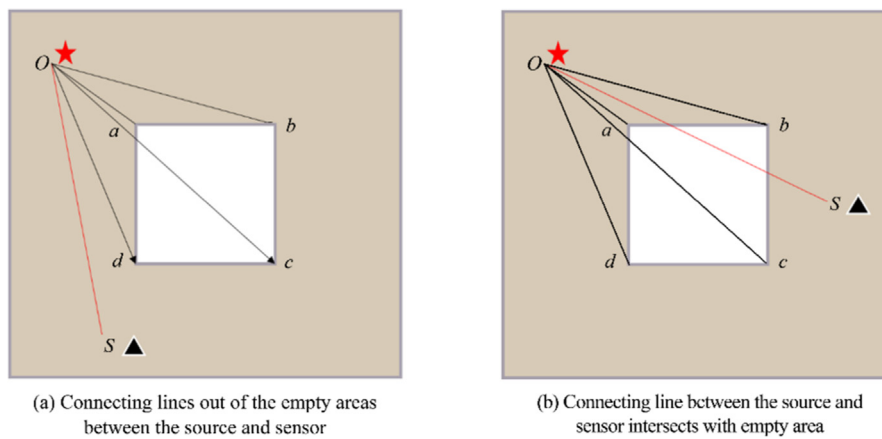 O
a
b
d
c
S
(a) Connecting lines out of the empty areas
between the source and sensor
O
a
b
S
d
c
(b) Connecting line between the source and
sensor intersects with empty area